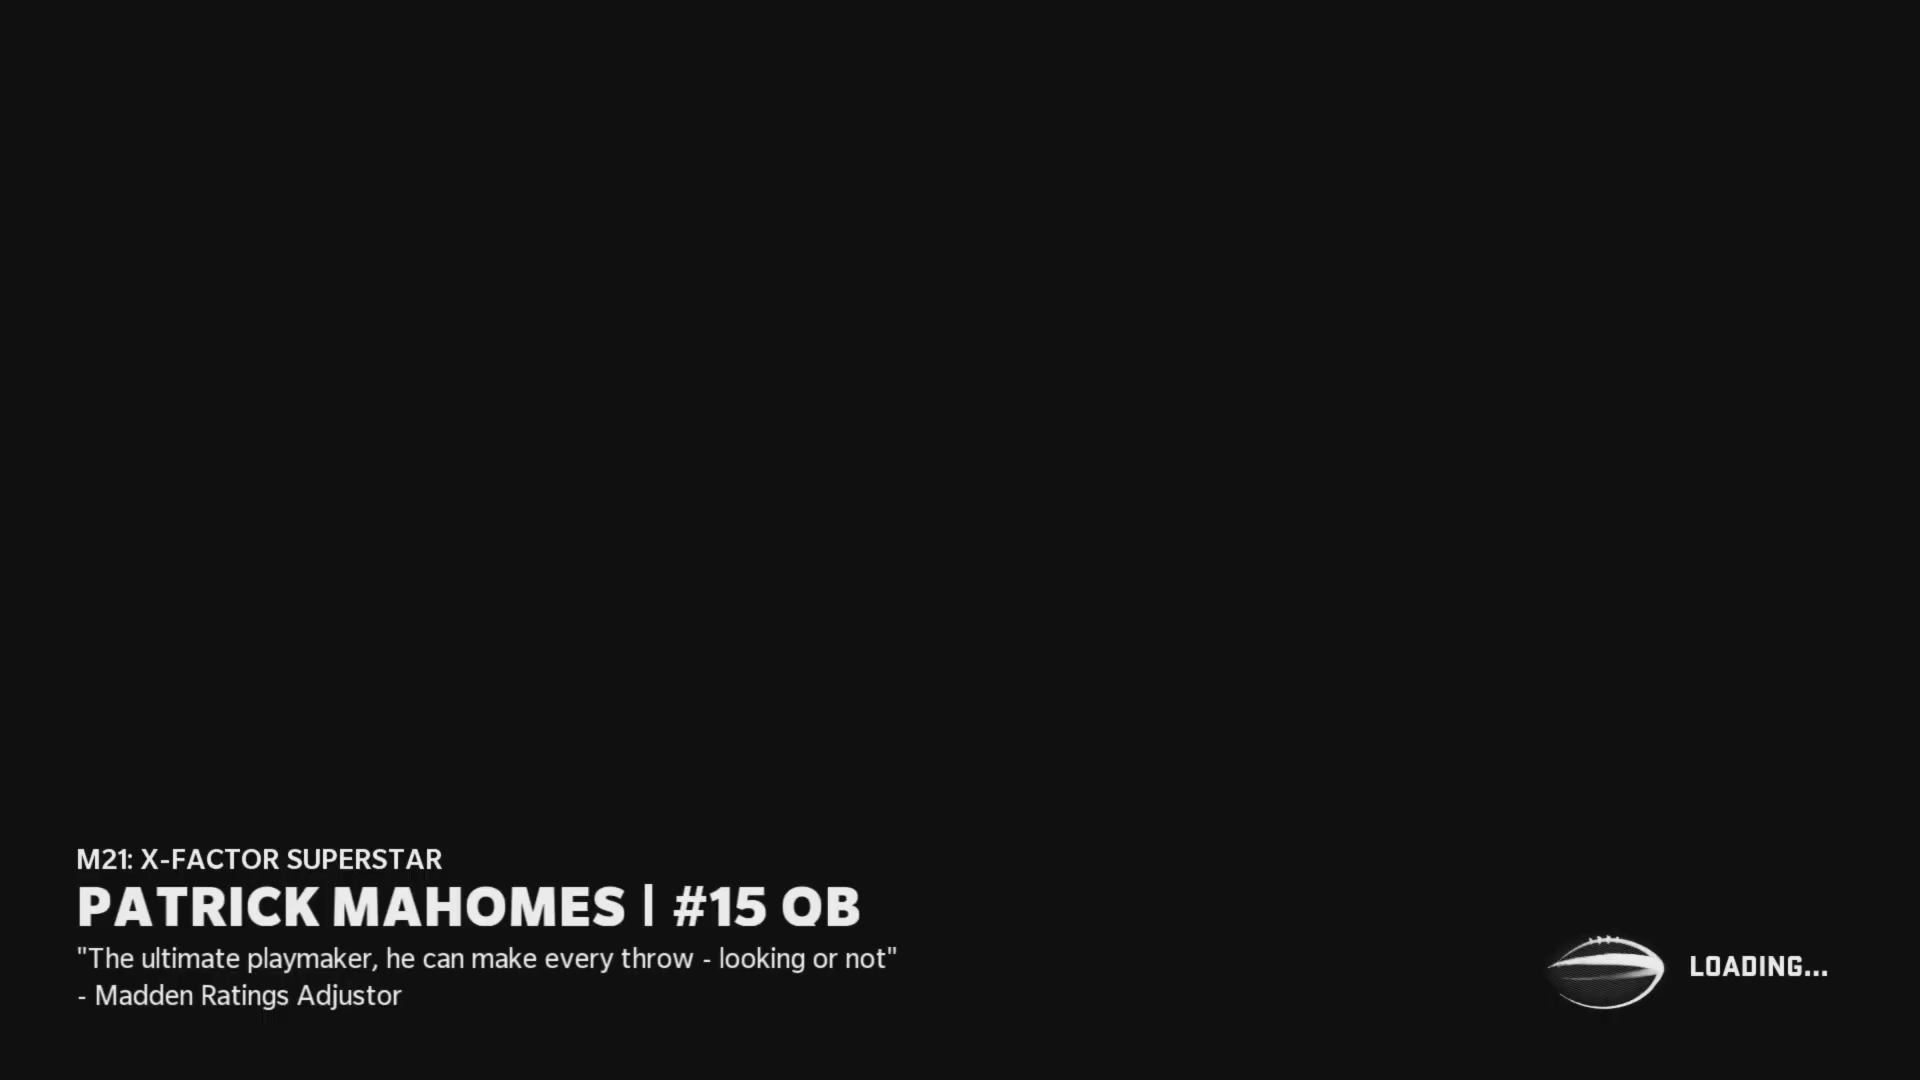 M21: X-FACTOR SUPERSTAR
PATRICK MAHOMES | #15 QB
"The ultimate playmaker, he can make every throw - looking or not"
- Madden Ratings Adjustor
LOADING...